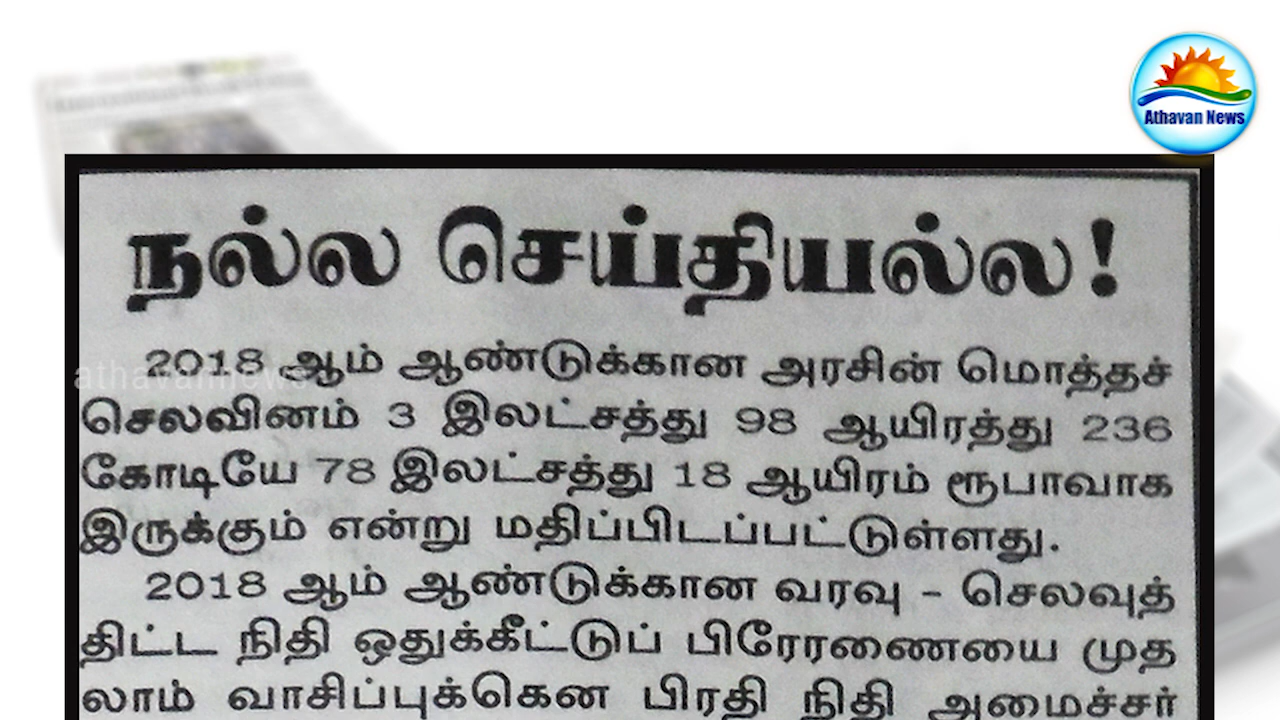 Athavan News
நல்ல செய்தியல்ல!
athavannews
2018 ஆம் ஆண்டுக்கான அரசின் மொத்தச்
செலவினம் 3 இலட்சத்து 98 ஆயிரத்து 236
கோடியே 78 இலட்சத்து 18 ஆயிரம் ரூபாவாக
இருக்கும் என்று மதிப்பிடப்பட்டுள்ளது.
2018 ஆம் ஆண்டுக்கான வரவு - செலவுத்
திட்ட நிதி ஒதுக்கீட்டுப் பிரேரணையை முத
லாம் வாசிப்புக்கென பிரதி நிதி அமைச்சர்